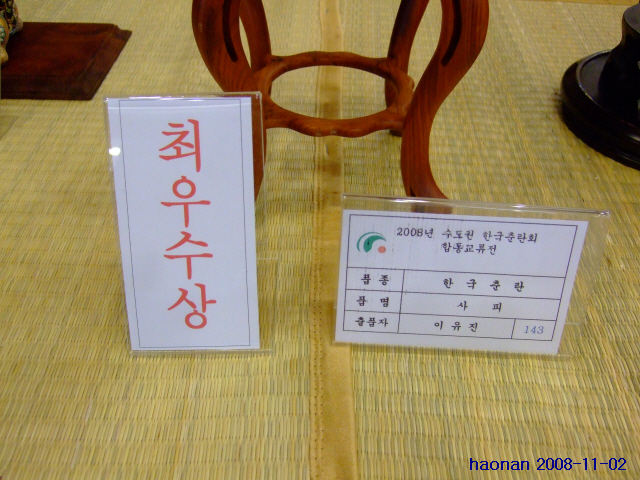 최우수상
2008년 수도권 한국춘란회
합동교류전
품종 한국춘란
품명 사피
출품자 이유진 143
haonan 2008-11-02